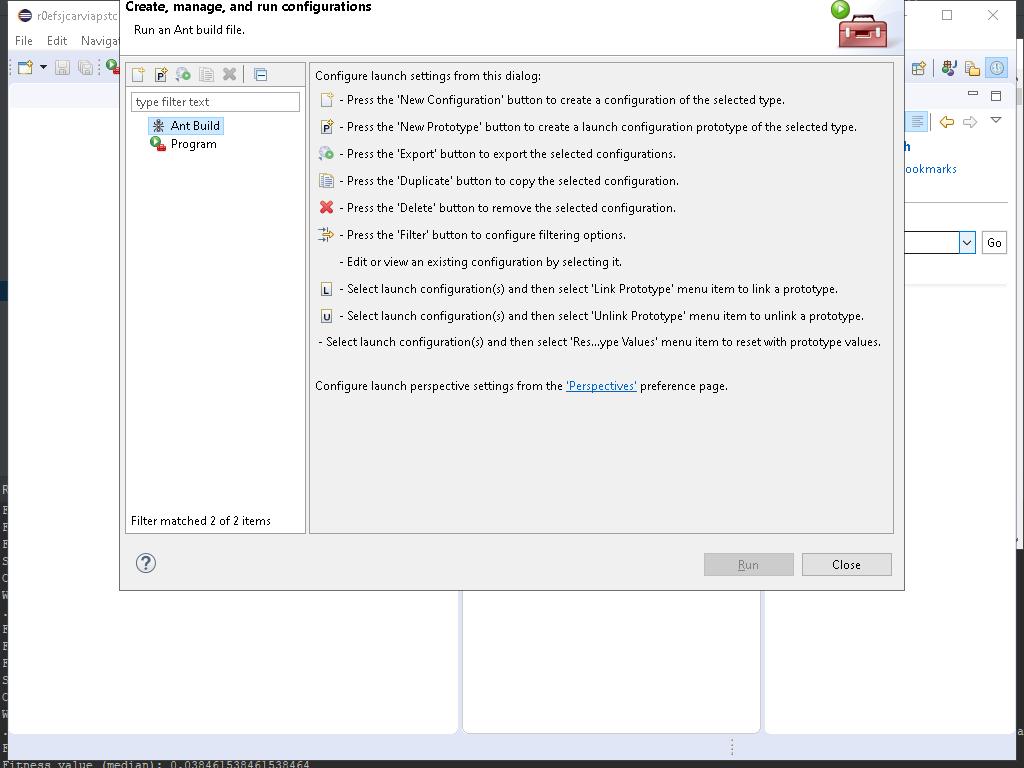 Create, manage, and run configurations
r0efsjcarviapstc
Run an Ant build file.
File Edit Naviga
type filter text
Ant Build
Program
Filter matched 2 of 2 items
Configure launch settings from this dialog:
- Press the 'New Configuration' button to create a configuration of the selected type.
P - Press the 'New Prototype' button to create a launch configuration prototype of the selected type.
- Press the 'Export' button to export the selected configurations.
- Press the 'Duplicate' button to copy the selected configuration.
- Press the 'Delete' button to remove the selected configuration.
- Press the 'Filter' button to configure filtering options.
- Edit or view an existing configuration by selecting it.
L - Select launch configuration(s) and then select 'Link Prototype' menu item to link a prototype.
U - Select launch configuration(s) and then select 'Unlink Prototype' menu item to unlink a prototype.
- Select launch configuration(s) and then select 'Res...ype Values' menu item to reset with prototype values.
Configure launch perspective settings from the 'Perspectives' preference page.
h
ookmarks
Go
?
Run
Close
Fitness value (median): 0.038461538461538464